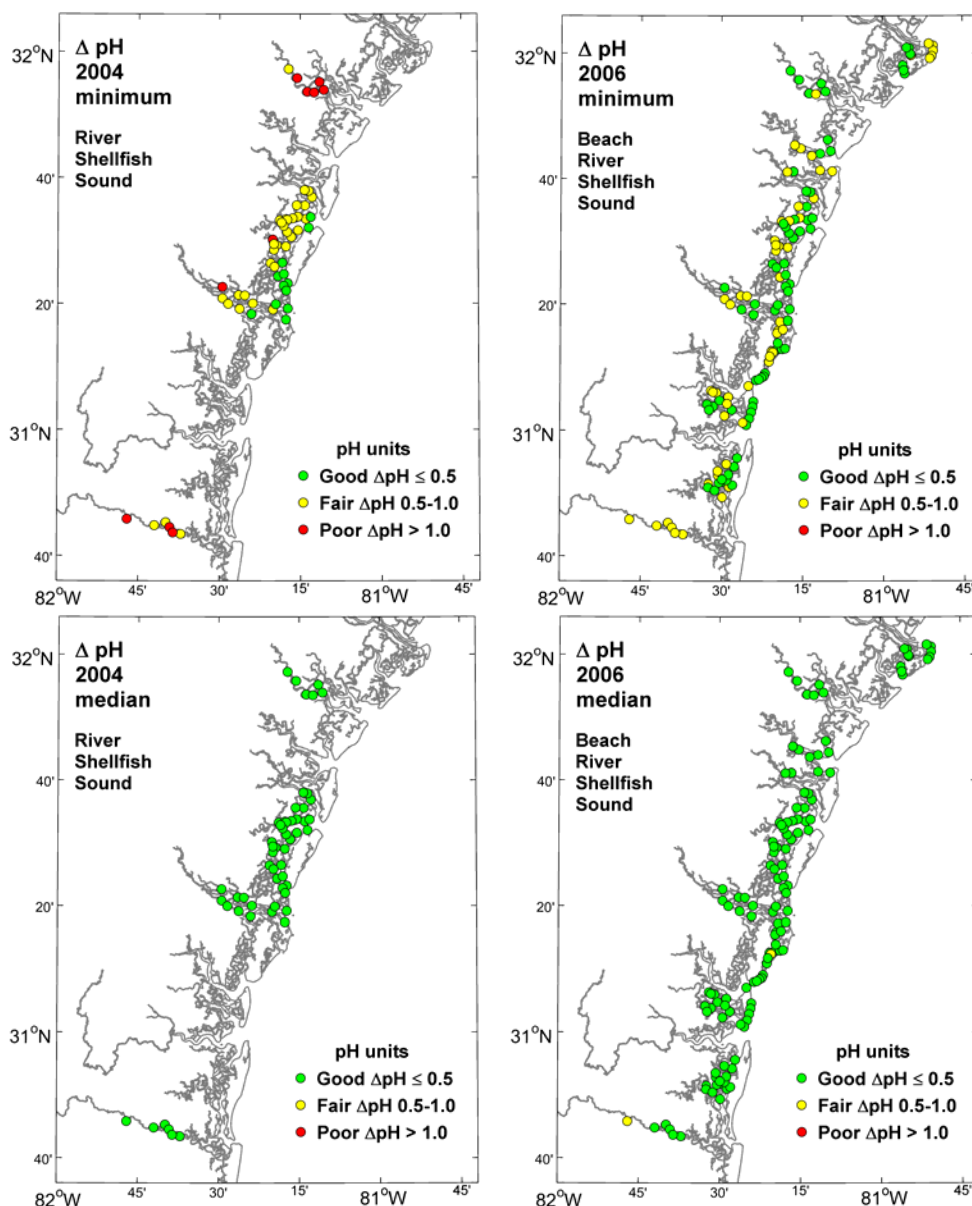 Δ pH
2004
minimum
River
Shellfish
Sound
32°N
40'
20'
31°N
40'
pH units
Good ΔpH ≤ 0.5
Fair ΔpH 0.5-1.0
Poor ΔpH > 1.0
82°W
45'
30'
15'
81°W
45'
Δ pH
2006
minimum
Beach
River
Shellfish
Sound
32°N
40'
20'
31°N
40'
pH units
Good ΔpH ≤ 0.5
Fair ΔpH 0.5-1.0
Poor ΔpH > 1.0
82°W
45'
30'
15'
81°W
45'
Δ pH
2004
median
River
Shellfish
Sound
32°N
40'
20'
31°N
40'
pH units
Good ΔpH ≤ 0.5
Fair ΔpH 0.5-1.0
Poor ΔpH > 1.0
82°W
45'
30'
15'
81°W
45'
Δ pH
2006
median
Beach
River
Shellfish
Sound
32°N
40'
20'
31°N
40'
pH units
Good ΔpH ≤ 0.5
Fair ΔpH 0.5-1.0
Poor ΔpH > 1.0
82°W
45'
30'
15'
81°W
45'